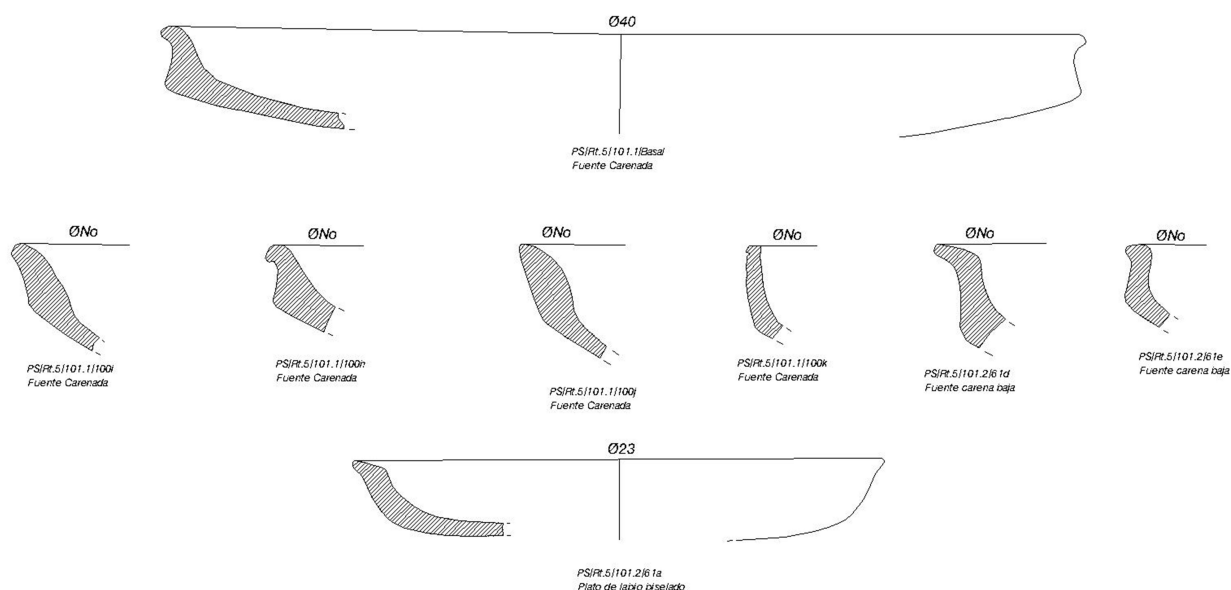 Ø40
PS/Rt.5/101.1/Basal
Fuente Carenada
ØNo
ØNo
ØNo
ØNo
ØNo
ØNo
PS/Rt.5/101.1/100i
Fuente Carenada
PS/Rt.5/101.1/100h
Fuente Carenada
PS/Rt.5/101.1/100j
Fuente Carenada
PS/Rt.5/101.1/100k
Fuente Carenada
PS/Rt.5/101.2/61d
Fuente carena baja
PS/Rt.5/101.2/61e
Fuente carena baja
Ø23
PS/Rt.5/101.2/61a
Plato de labio biselado